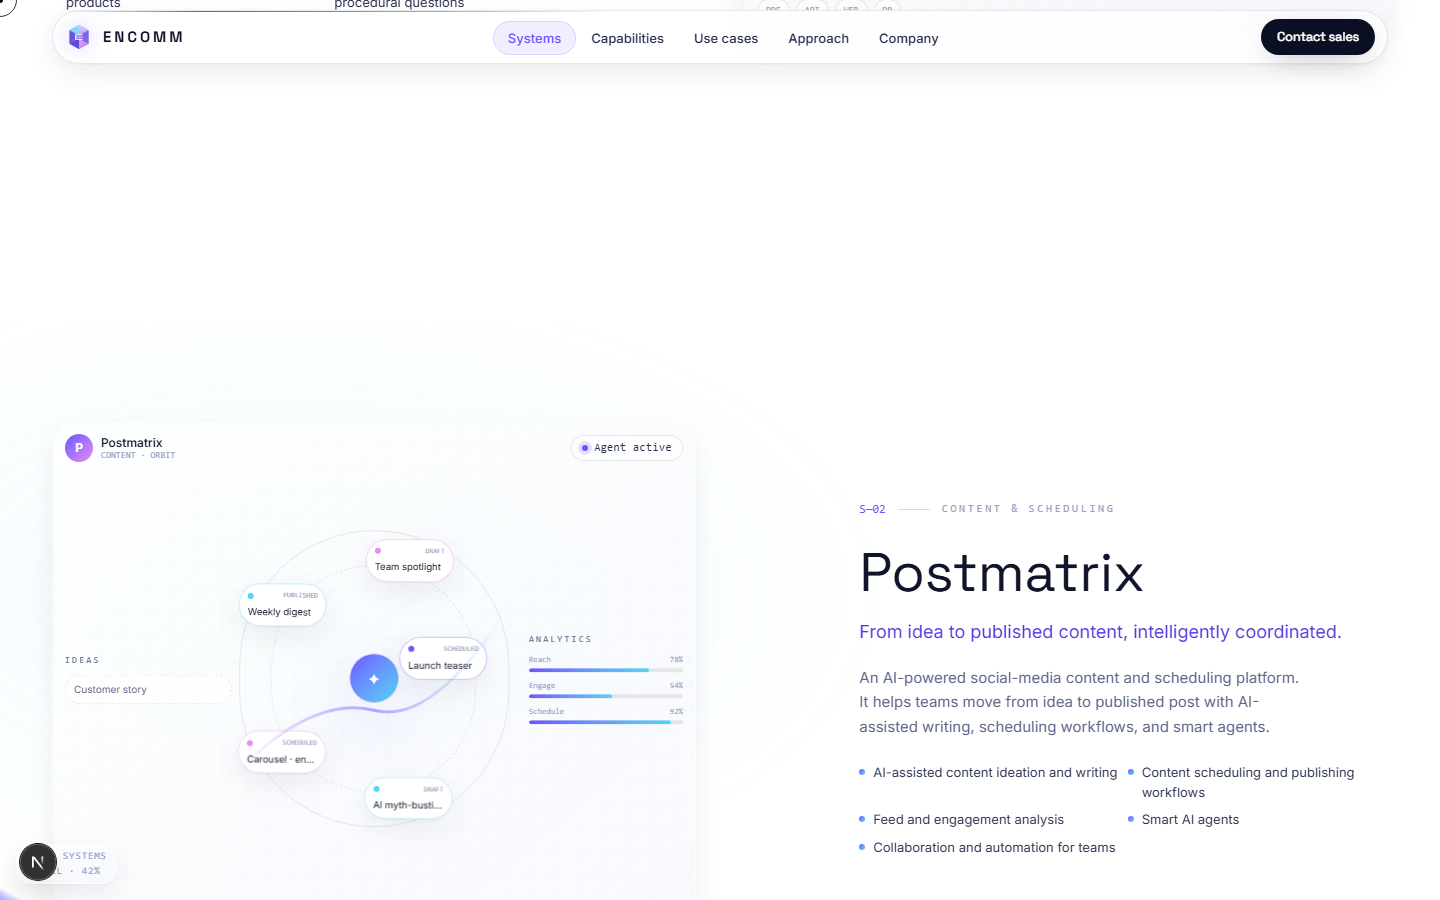 products
procedural questions
PDF
API
WEB
DB
ENCOMM
Systems
Capabilities
Use cases
Approach
Company
Contact sales
P
Postmatrix
CONTENT · ORBIT
Agent active
DRAFT
Team spotlight
PUBLISHED
Weekly digest
SCHEDULED
Launch teaser
IDEAS
Customer story
SCHEDULED
Carousel · en...
DRAFT
AI myth-busti...
ANALYTICS
Reach 78%
Engage 54%
Schedule 92%
S—02
CONTENT & SCHEDULING
Postmatrix
From idea to published content, intelligently coordinated.
An AI-powered social-media content and scheduling platform.
It helps teams move from idea to published post with AI-
assisted writing, scheduling workflows, and smart agents.
AI-assisted content ideation and writing
Content scheduling and publishing
workflows
Feed and engagement analysis
Smart AI agents
Collaboration and automation for teams
N
SYSTEMS
· 42%